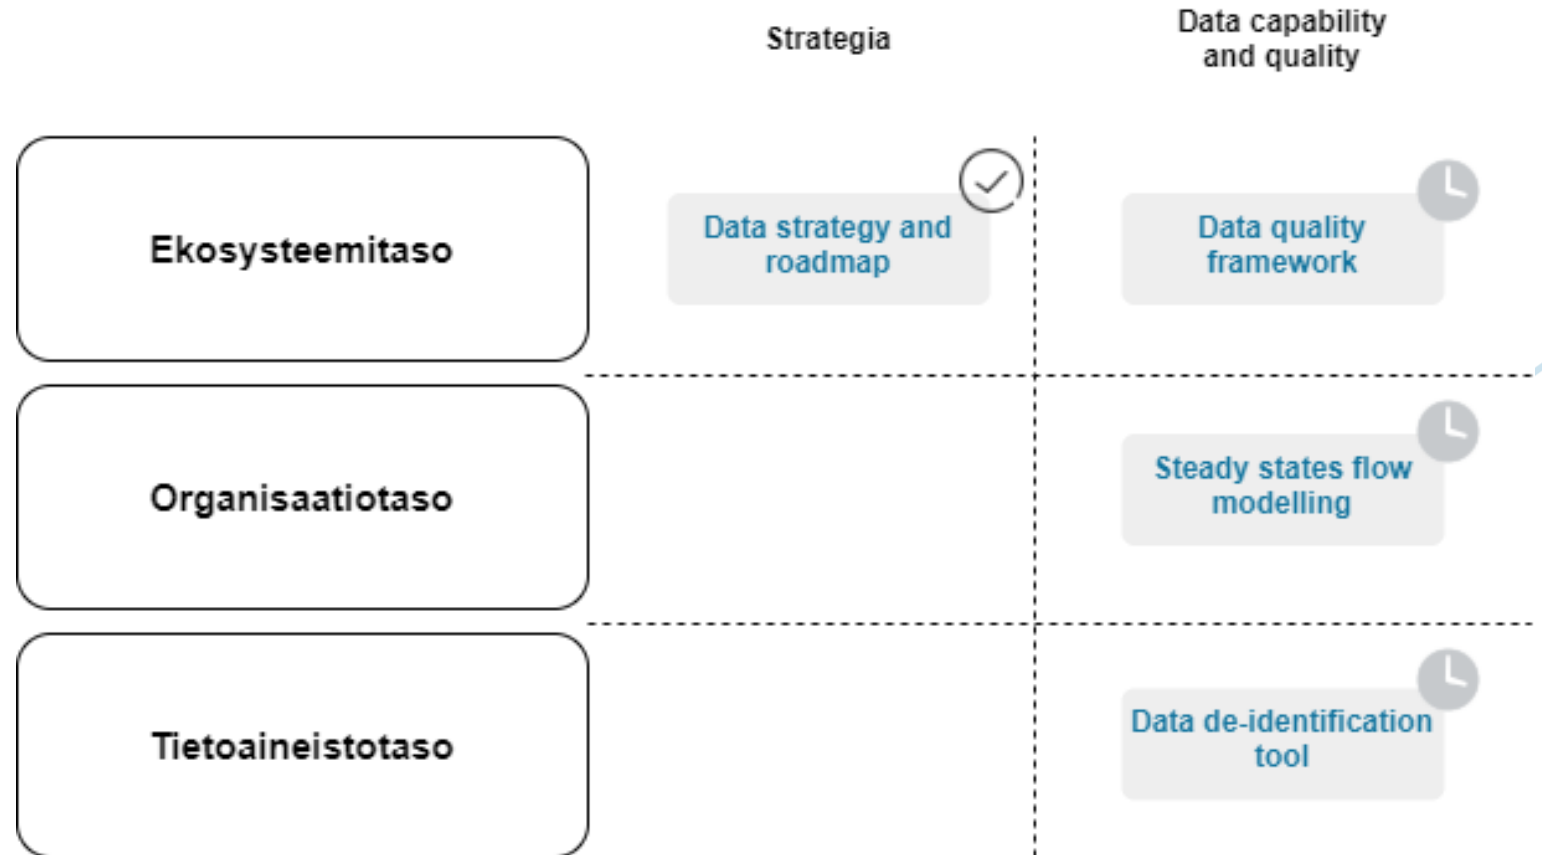 Strategia
Data capability
and quality
Ekosysteemitaso
Data strategy and
roadmap
Data quality
framework
Organisaatiotaso
Steady states flow
modelling
Tietoaineistotaso
Data de-identification
tool